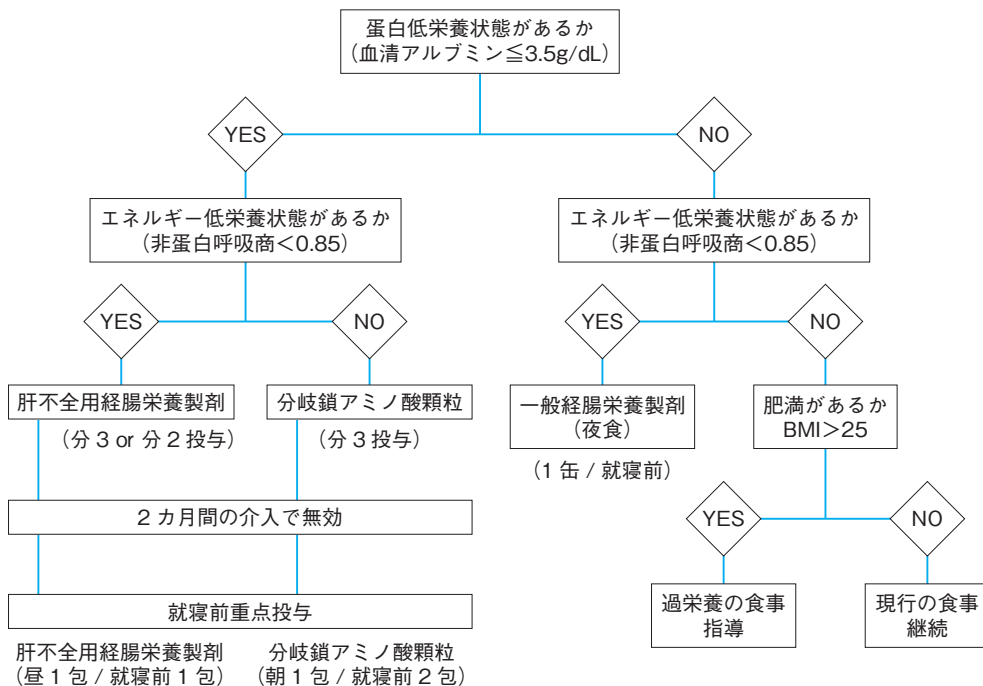 蛋白低栄養状態があるか
（血清アルブミン≦3.5g/dL）
YES
NO
エネルギー低栄養状態があるか
（非蛋白呼吸商＜0.85）
エネルギー低栄養状態があるか
（非蛋白呼吸商＜0.85）
YES
NO
YES
NO
肝不全用経腸栄養製剤
（分 3 or 分 2 投与）
分岐鎖アミノ酸顆粒
（分 3 投与）
一般経腸栄養製剤
（夜食）
（1 缶 / 就寝前）
肥満があるか
BMI＞25
2 カ月間の介入で無効
YES
NO
就寝前重点投与
肝不全用経腸栄養製剤
（昼 1 包 / 就寝前 1 包）
分岐鎖アミノ酸顆粒
（朝 1 包 / 就寝前 2 包）
過栄養の食事
指導
現行の食事
継続